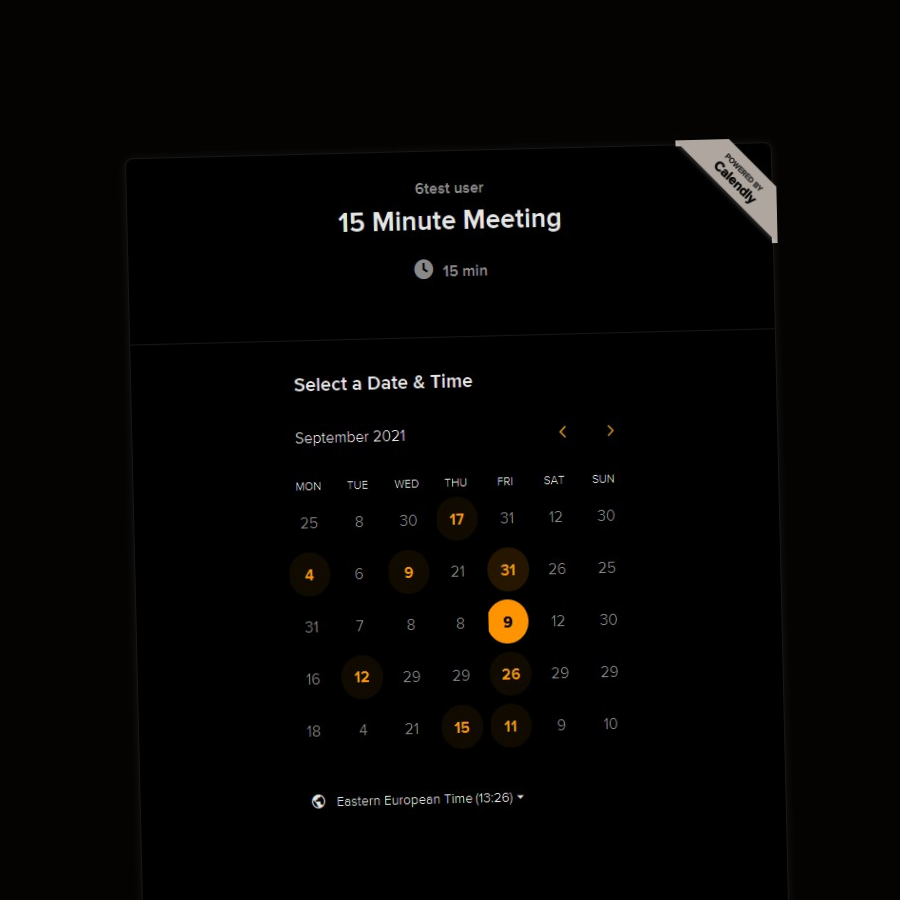 POWERED BY
Calendly
6test user
15 Minute Meeting
15 min
Select a Date & Time
September 2021
MON TUE WED THU FRI SAT SUN
25 8 30 17 31 12 30
4 6 9 21 31 26 25
31 7 8 8 9 12 30
16 12 29 29 26 29 29
18 4 21 15 11 9 10
Eastern European Time (13:26)